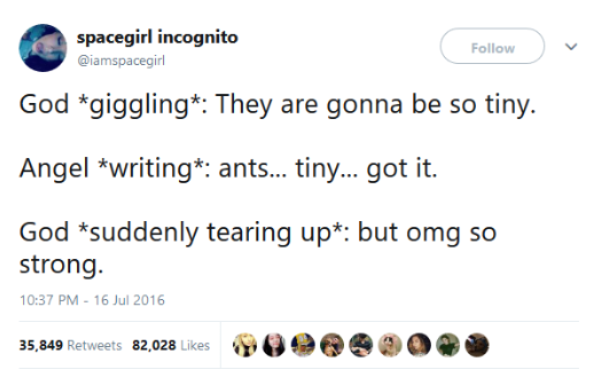 spacegirl incognito
@iamspacegirl
Follow
God *giggling*: They are gonna be so tiny.
Angel *writing*: ants... tiny... got it.
God *suddenly tearing up*: but omg so
strong.
10:37 PM - 16 Jul 2016
35,849 Retweets 82,028 Likes